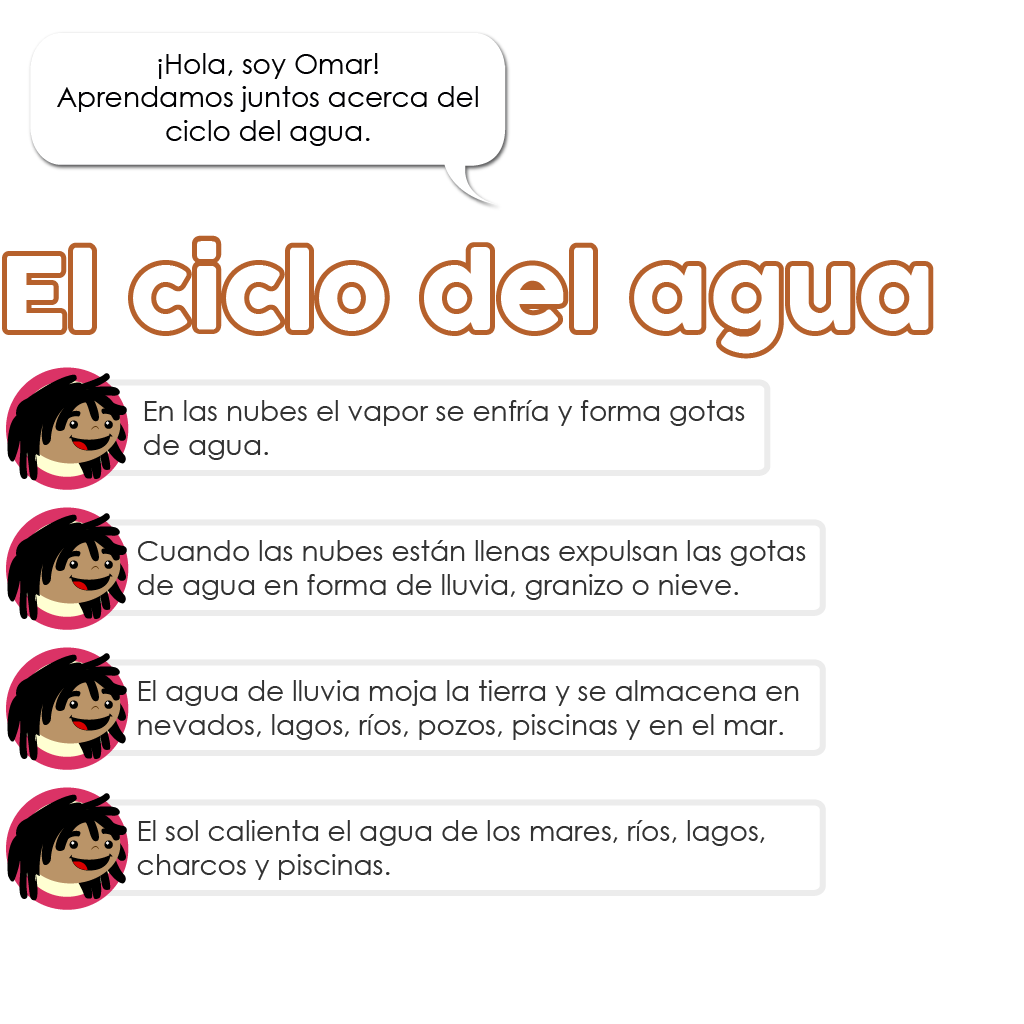 ¡Hola, soy Omar!
Aprendamos juntos acerca del
ciclo del agua.
El ciclo del agua
En las nubes el vapor se enfría y forma gotas
de agua.
Cuando las nubes están llenas expulsan las gotas
de agua en forma de lluvia, granizo o nieve.
El agua de lluvia moja la tierra y se almacena en
nevados, lagos, ríos, pozos, piscinas y en el mar.
El sol calienta el agua de los mares, ríos, lagos,
charcos y piscinas.